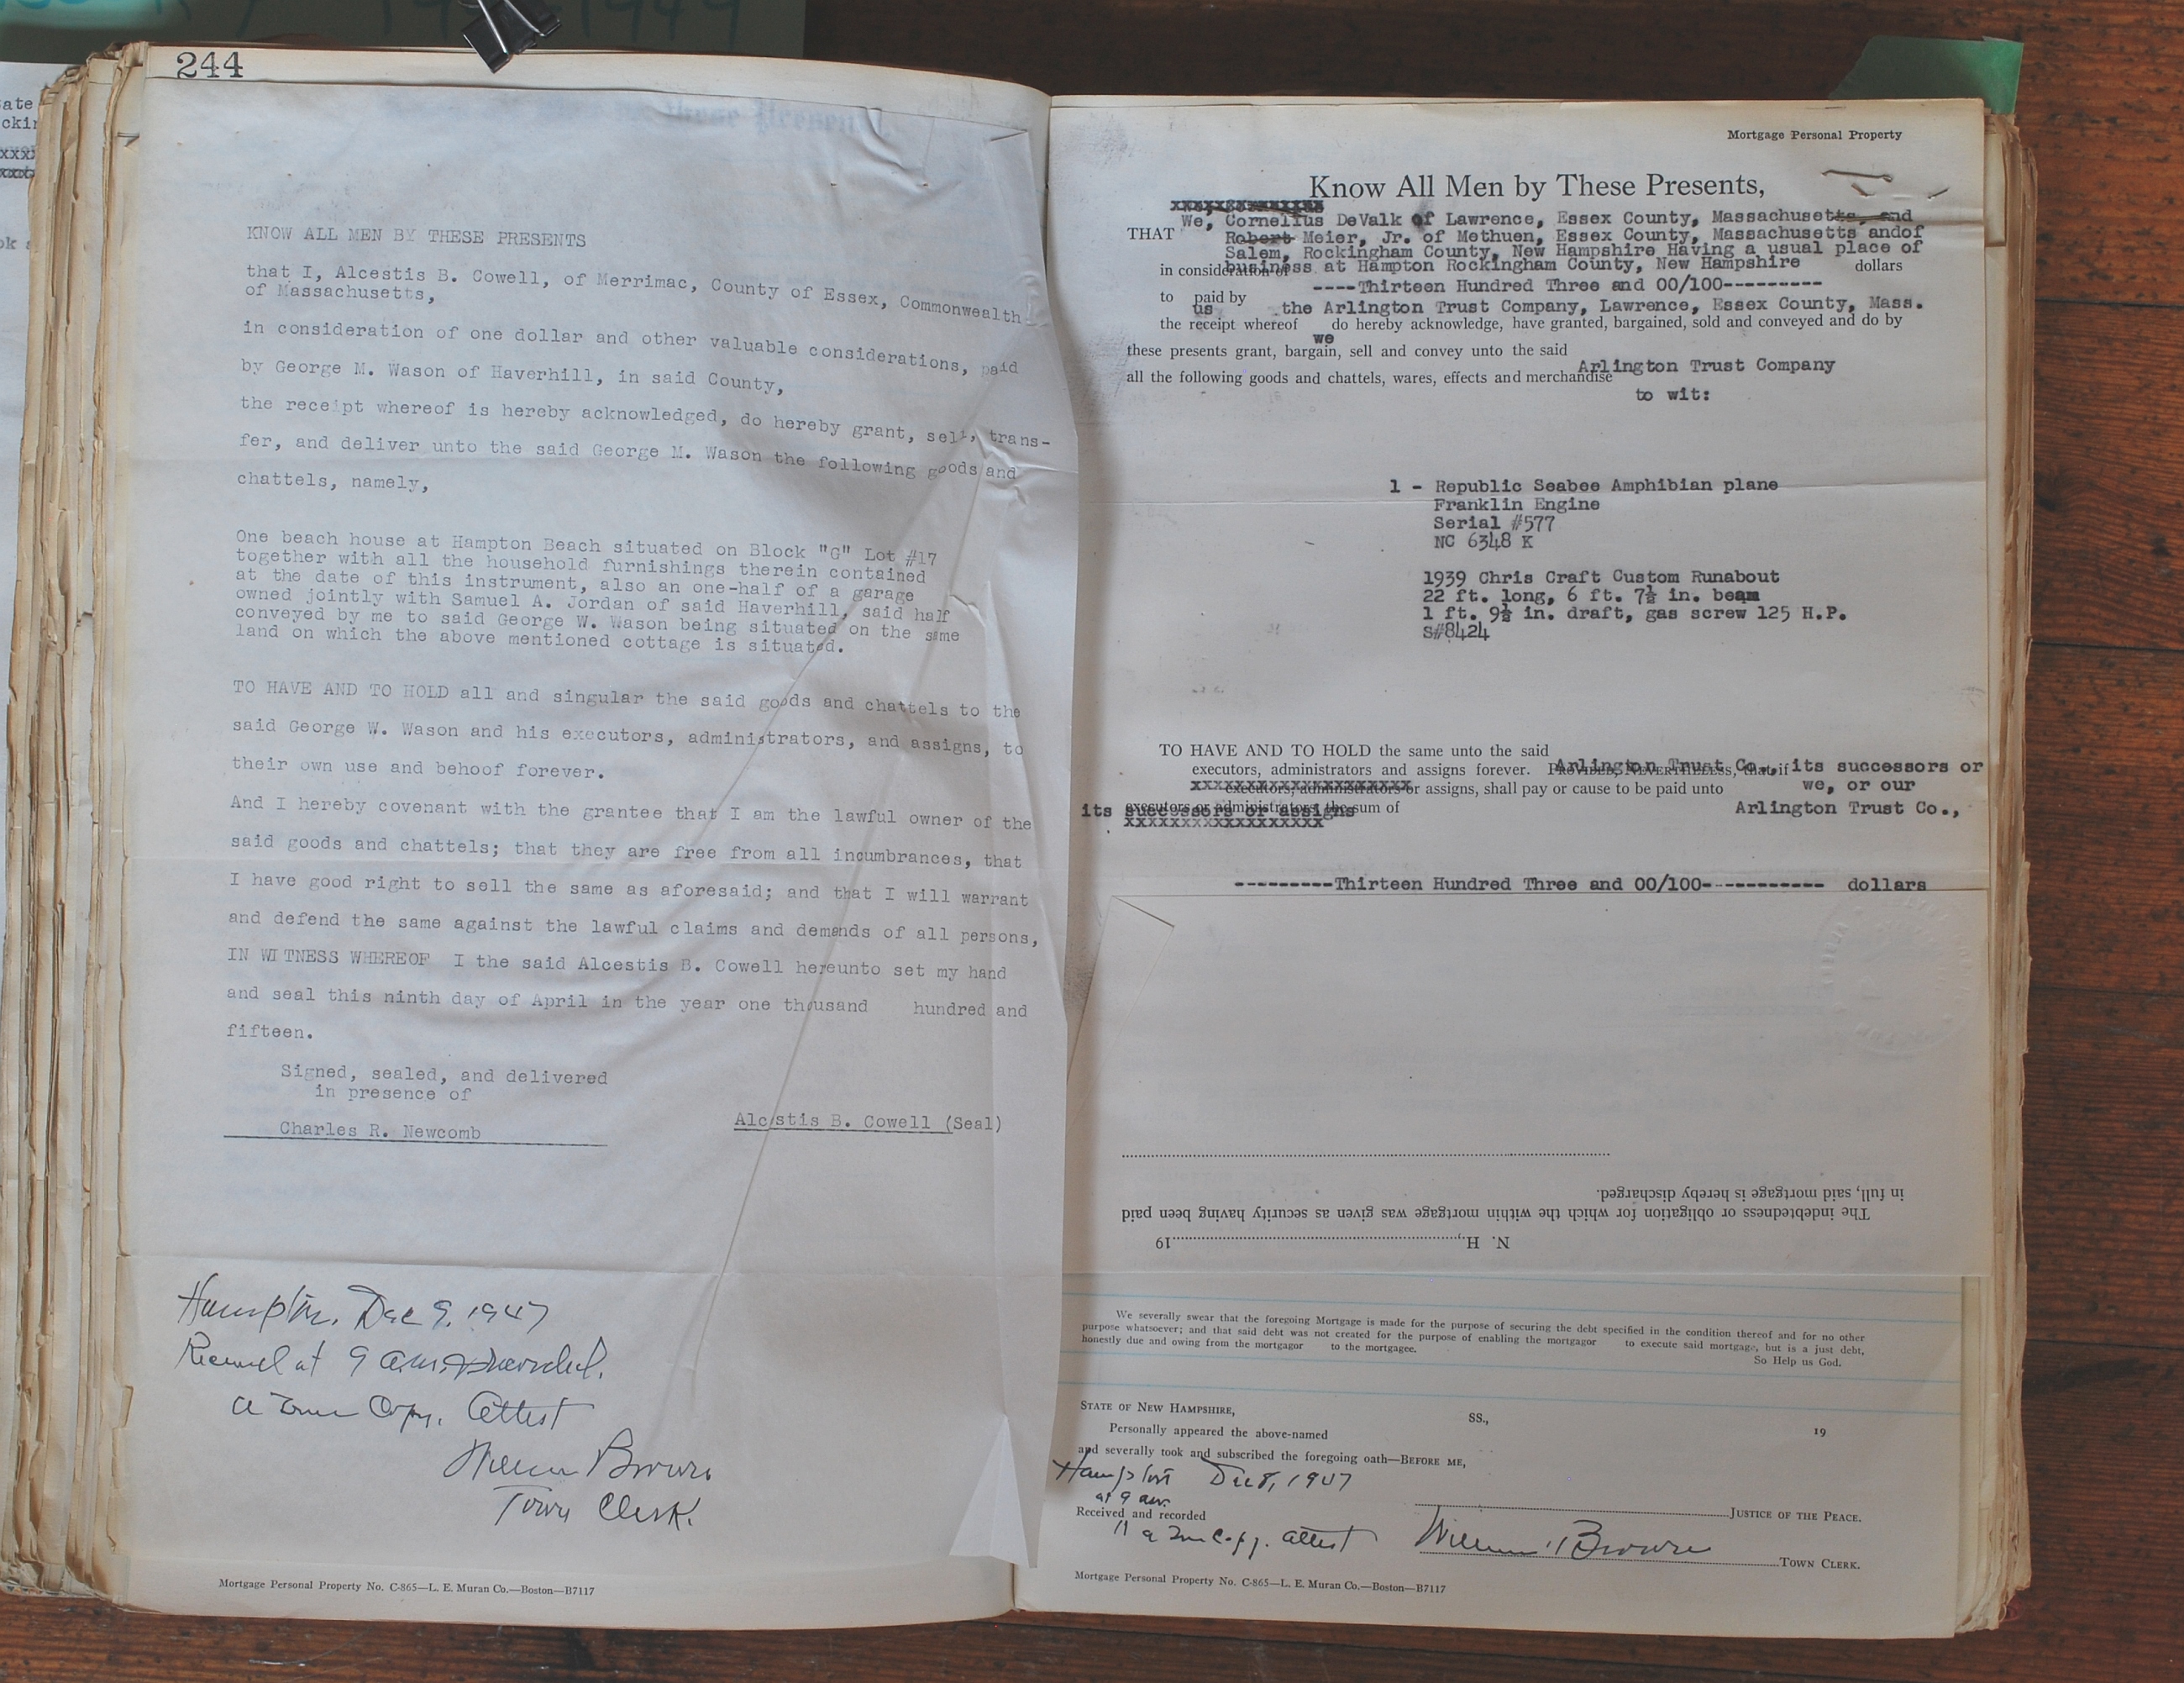 244
KNOW ALL MEN BY THESE PRESENTS
that I, Alcestis B. Cowell, of Merrimac, County of Essex, Commonwealth
of Massachusetts,
in consideration of one dollar and other valuable considerations, paid
by George M. Wason of Haverhill, in said County,
the receipt whereof is hereby acknowledged, do hereby grant, sell, trans-
fer, and deliver unto the said George M. Wason the following goods and
chattels, namely,
One beach house at Hampton Beach situated on Block "G" Lot #17
together with all the household furnishings therein contained
at the date of this instrument, also an one-half of a garage
owned jointly with Samuel A. Jordan of said Haverhill, said half
conveyed by me to said George W. Wason being situated on the same
land on which the above mentioned cottage is situated.
TO HAVE AND TO HOLD all and singular the said goods and chattels to the
said George W. Wason and his executors, administrators, and assigns, to
their own use and behoof forever.
And I hereby covenant with the grantee that I am the lawful owner of the
said goods and chattels; that they are free from all incumbrances, that
I have good right to sell the same as aforesaid; and that I will warrant
and defend the same against the lawful claims and demands of all persons,
IN WITNESS WHEREOF I the said Alcestis B. Cowell hereunto set my hand
and seal this ninth day of April in the year one thousand hundred and
fifteen.
Signed, sealed, and delivered
in presence of
Charles R. Newcomb
Alcestis B. Cowell (Seal)
Hampton, Dec 9, 1947
Received at 9 a.m. & recorded.
a True Copy. Attest
William Brown
Town Clerk.
Mortgage Personal Property No. C-865—L. E. Muran Co.—Boston—B7117
Mortgage Personal Property
Know All Men by These Presents,
THAT We, Cornelius DeValk of Lawrence, Essex County, Massachusetts, and
Robert Meier, Jr. of Methuen, Essex County, Massachusetts andof
Salem, Rockingham County, New Hampshire Having a usual place of
in consideration of business at Hampton Rockingham County, New Hampshire dollars
----Thirteen Hundred Three and 00/100---------
to us paid by the Arlington Trust Company, Lawrence, Essex County, Mass.
the receipt whereof we do hereby acknowledge, have granted, bargained, sold and conveyed and do by
these presents grant, bargain, sell and convey unto the said
Arlington Trust Company
all the following goods and chattels, wares, effects and merchandise
to wit:
1 - Republic Seabee Amphibian plane
Franklin Engine
Serial #577
NC 6348 K
1939 Chris Craft Custom Runabout
22 ft. long, 6 ft. 7½ in. beam
1 ft. 9½ in. draft, gas screw 125 H.P.
S#8424
TO HAVE AND TO HOLD the same unto the said
Arlington Trust Co., its successors or
executors, administrators and assigns forever. PROVIDED, NEVERTHELESS, that if
we, or our
executors, administrators or assigns, shall pay or cause to be paid unto
Arlington Trust Co.,
its successors or assigns
executors or administrators, the sum of
---------Thirteen Hundred Three and 00/100----------- dollars
N. H., 19
The indebtedness or obligation for which the within mortgage was given as security having been paid
in full, said mortgage is hereby discharged.
We severally swear that the foregoing Mortgage is made for the purpose of securing the debt specified in the condition thereof and for no other
purpose whatsoever; and that said debt was not created for the purpose of enabling the mortgagor to execute said mortgage, but is a just debt,
honestly due and owing from the mortgagor to the mortgagee.
So Help us God.
STATE OF NEW HAMPSHIRE, SS., 19
Personally appeared the above-named
and severally took and subscribed the foregoing oath—BEFORE ME,
Hampton Dec 8, 1947
at 9 am.
JUSTICE OF THE PEACE.
Received and recorded
a True Copy. Attest William Brown
TOWN CLERK.
Mortgage Personal Property No. C-865—L. E. Muran Co.—Boston—B7117